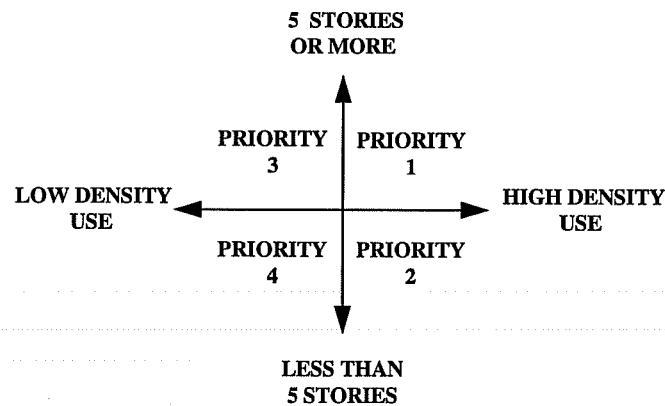 5 STORIES
OR MORE
PRIORITY
3
PRIORITY
1
LOW DENSITY
USE
HIGH DENSITY
USE
PRIORITY
4
PRIORITY
2
LESS THAN
5 STORIES